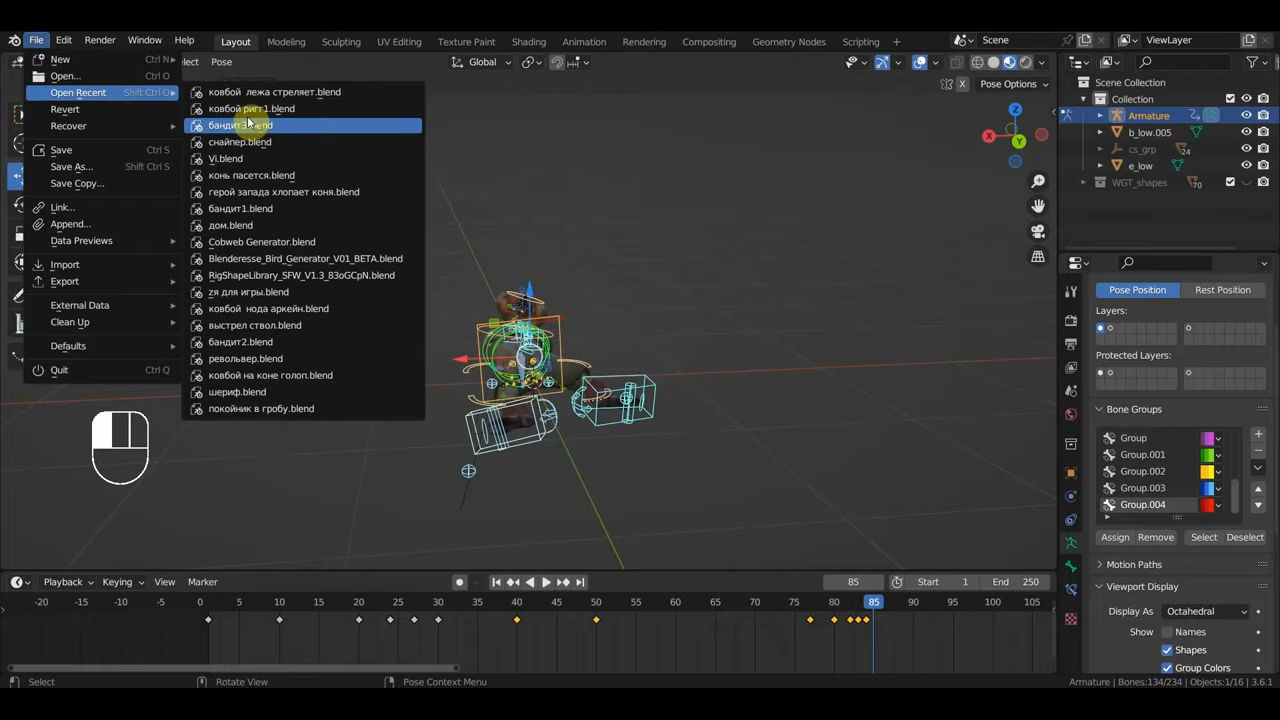 File Edit Render Window Help Layout Modeling Sculpting UV Editing Texture Paint Shading Animation Rendering Compositing Geometry Nodes Scripting + Scene ViewLayer
lect Pose Global Pose Options
New Ctrl N
Open... Ctrl O
Open Recent Shift Ctrl O
Revert
Recover
Save Ctrl S
Save As... Shift Ctrl S
Save Copy...
Link...
Append...
Data Previews
Import
Export
External Data
Clean Up
Defaults
Quit Ctrl Q
ковбой лежа стреляет.blend
ковбой ригг1.blend
снайпер.blend
Vi.blend
конь пасется.blend
герой запада хлопает коня.blend
бандит1.blend
дом.blend
Cobweb Generator.blend
Blenderesse_Bird_Generator_V01_BETA.blend
RigShapeLibrary_SFW_V1.3_83oGCpN.blend
zя для игры.blend
ковбой нода аркейн.blend
выстрел ствол.blend
бандит2.blend
револьвер.blend
ковбой на коне голоп.blend
шериф.blend
покойник в гробу.blend
X
Z
X
Y
Scene Collection
Collection
Armature
b_low.005
cs_grp 24
e_low
WGT_shapes 70
Pose Position Rest Position
Layers:
Protected Layers:
Bone Groups
Group
Group.001
Group.002
Group.003
Group.004
Assign Remove Select Deselect
Motion Paths
Viewport Display
Display As Octahedral
Show Names
Shapes
Group Colors
Playback Keying View Marker 85 Start 1 End 250
-20 -15 -10 -5 0 5 10 15 20 25 30 35 40 45 50 55 60 65 70 75 80 85 90 95 100 105
Select Rotate View Pose Context Menu Armature | Bones:134/234 | Objects:1/16 | 3.6.1